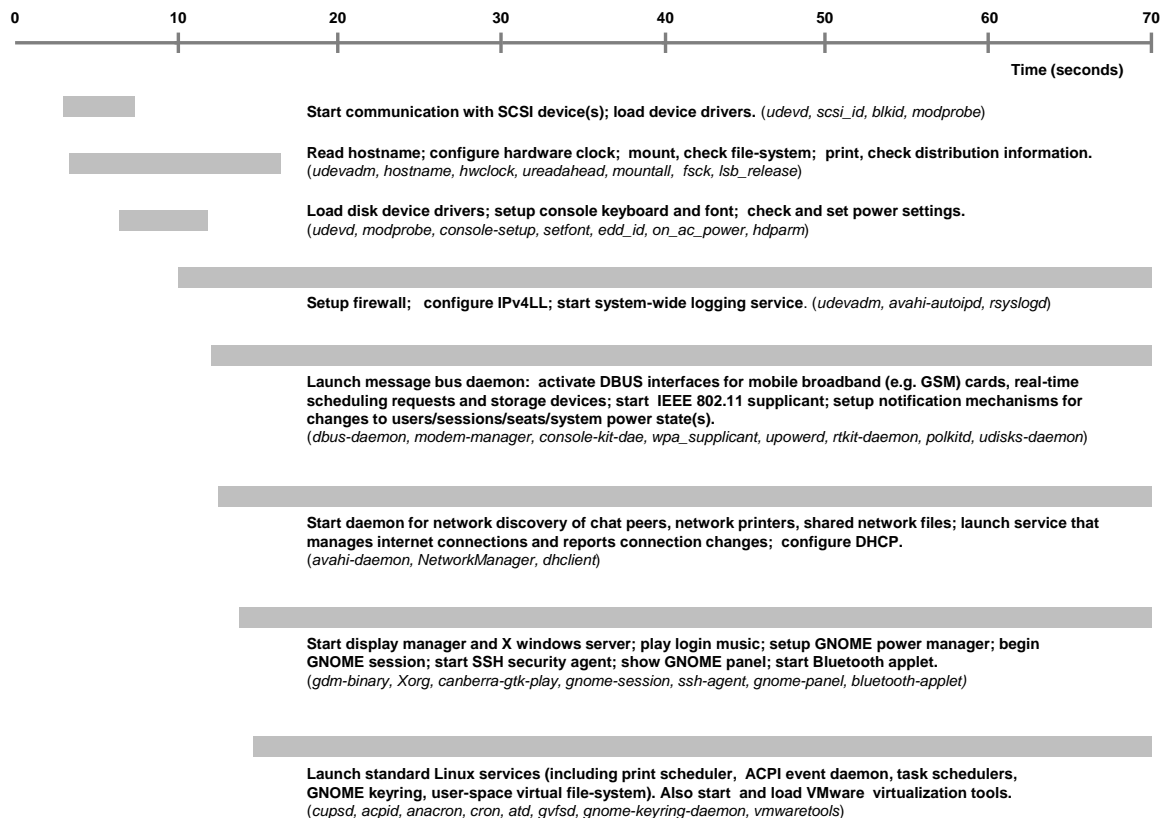 0 10 20 30 40 50 60 70
Time (seconds)
Start communication with SCSI device(s); load device drivers. (udevd, scsi_id, blkid, modprobe)
Read hostname; configure hardware clock; mount, check file-system; print, check distribution information.
(udevadm, hostname, hwclock, ureadahead, mountall, fsck, lsb_release)
Load disk device drivers; setup console keyboard and font; check and set power settings.
(udevd, modprobe, console-setup, setfont, edd_id, on_ac_power, hdparm)
Setup firewall; configure IPv4LL; start system-wide logging service. (udevadm, avahi-autoipd, rsyslogd)
Launch message bus daemon: activate DBUS interfaces for mobile broadband (e.g. GSM) cards, real-time
scheduling requests and storage devices; start IEEE 802.11 supplicant; setup notification mechanisms for
changes to users/sessions/seats/system power state(s).
(dbus-daemon, modem-manager, console-kit-dae, wpa_supplicant, upowerd, rtkit-daemon, polkitd, udisks-daemon)
Start daemon for network discovery of chat peers, network printers, shared network files; launch service that
manages internet connections and reports connection changes; configure DHCP.
(avahi-daemon, NetworkManager, dhclient)
Start display manager and X windows server; play login music; setup GNOME power manager; begin
GNOME session; start SSH security agent; show GNOME panel; start Bluetooth applet.
(gdm-binary, Xorg, canberra-gtk-play, gnome-session, ssh-agent, gnome-panel, bluetooth-applet)
Launch standard Linux services (including print scheduler, ACPI event daemon, task schedulers,
GNOME keyring, user-space virtual file-system). Also start and load VMware virtualization tools.
(cupsd, acpid, anacron, cron, atd, gvfsd, gnome-keyring-daemon, vmwaretools)